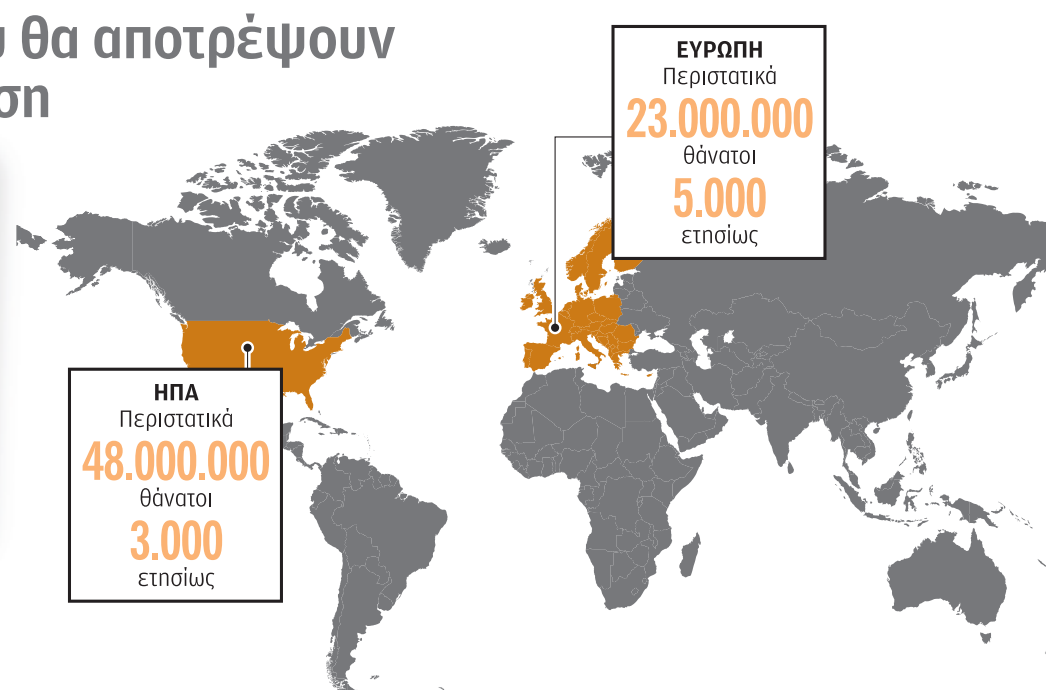 θα αποτρέψουν
ΕΥΡΩΠΗ
Περιστατικά
23.000.000
θάνατοι
5.000
ετησίως
ΗΠΑ
Περιστατικά
48.000.000
θάνατοι
3.000
ετησίως